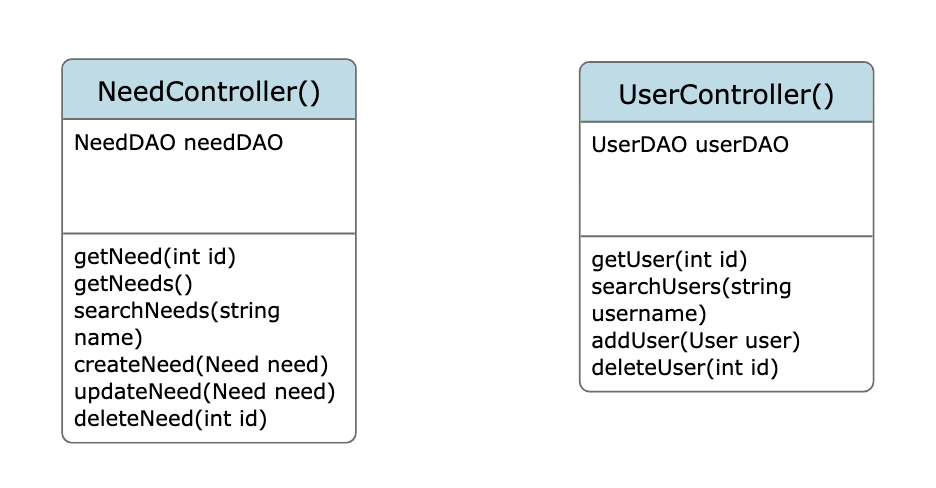 NeedController()
NeedDAO needDAO
getNeed(int id)
getNeeds()
searchNeeds(string
name)
createNeed(Need need)
updateNeed(Need need)
deleteNeed(int id)
UserController()
UserDAO userDAO
getUser(int id)
searchUsers(string
username)
addUser(User user)
deleteUser(int id)